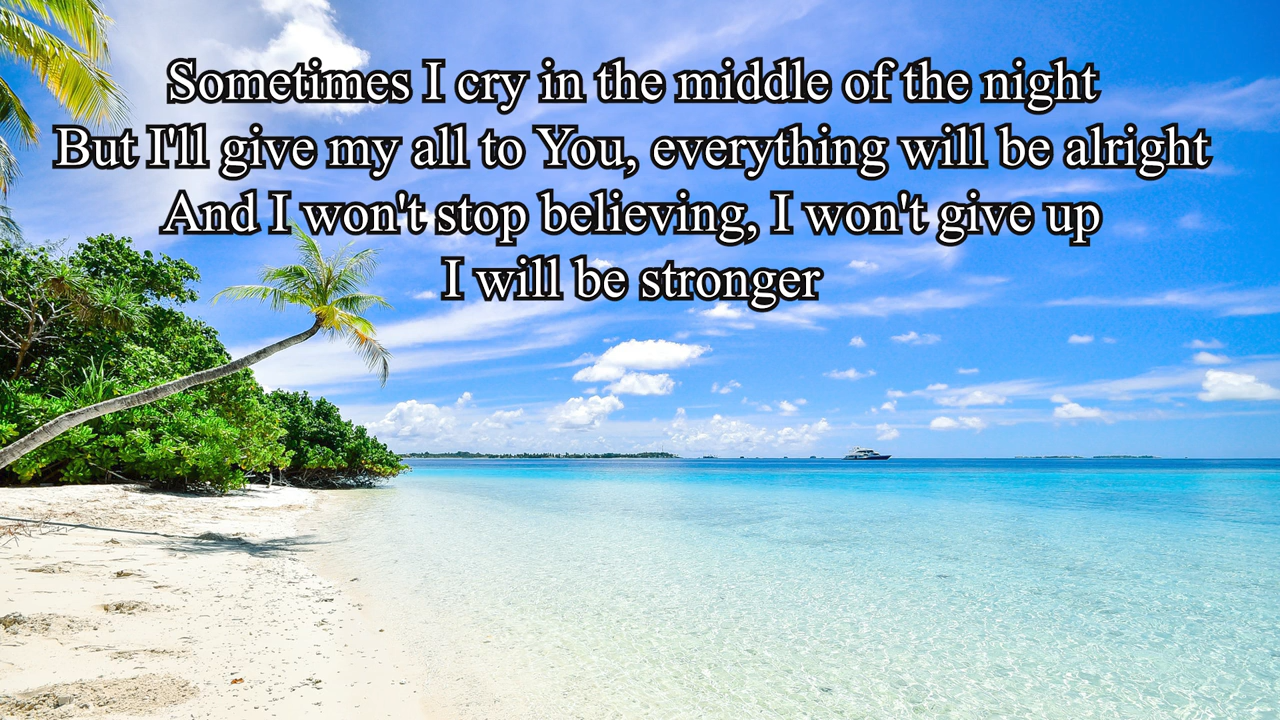 Sometimes I cry in the middle of the night
But I'll give my all to You, everything will be alright
And I won't stop believing, I won't give up
I will be stronger